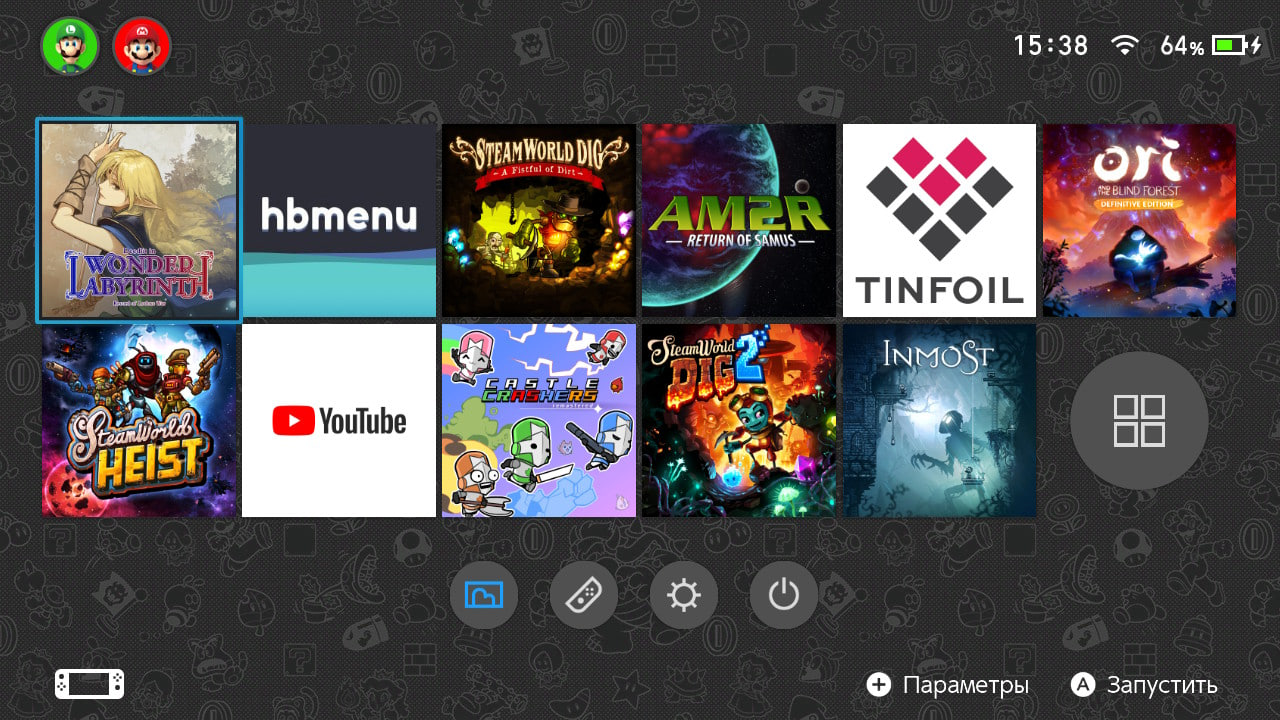 15:38 64%
Deedlit in
WONDER
LABYRINTH
Record of Lodoss War
hbmenu
STEAMWORLD DIG
A Fistful of Dirt
AM2R
RETURN OF SAMUS
TINFOIL
ori
AND THE BLIND FOREST
DEFINITIVE EDITION
SteamWorld
HEIST
YouTube
CASTLE
CRASHERS
remastered
SteamWorld
DIG 2
INMOST
+ Параметры
A Запустить